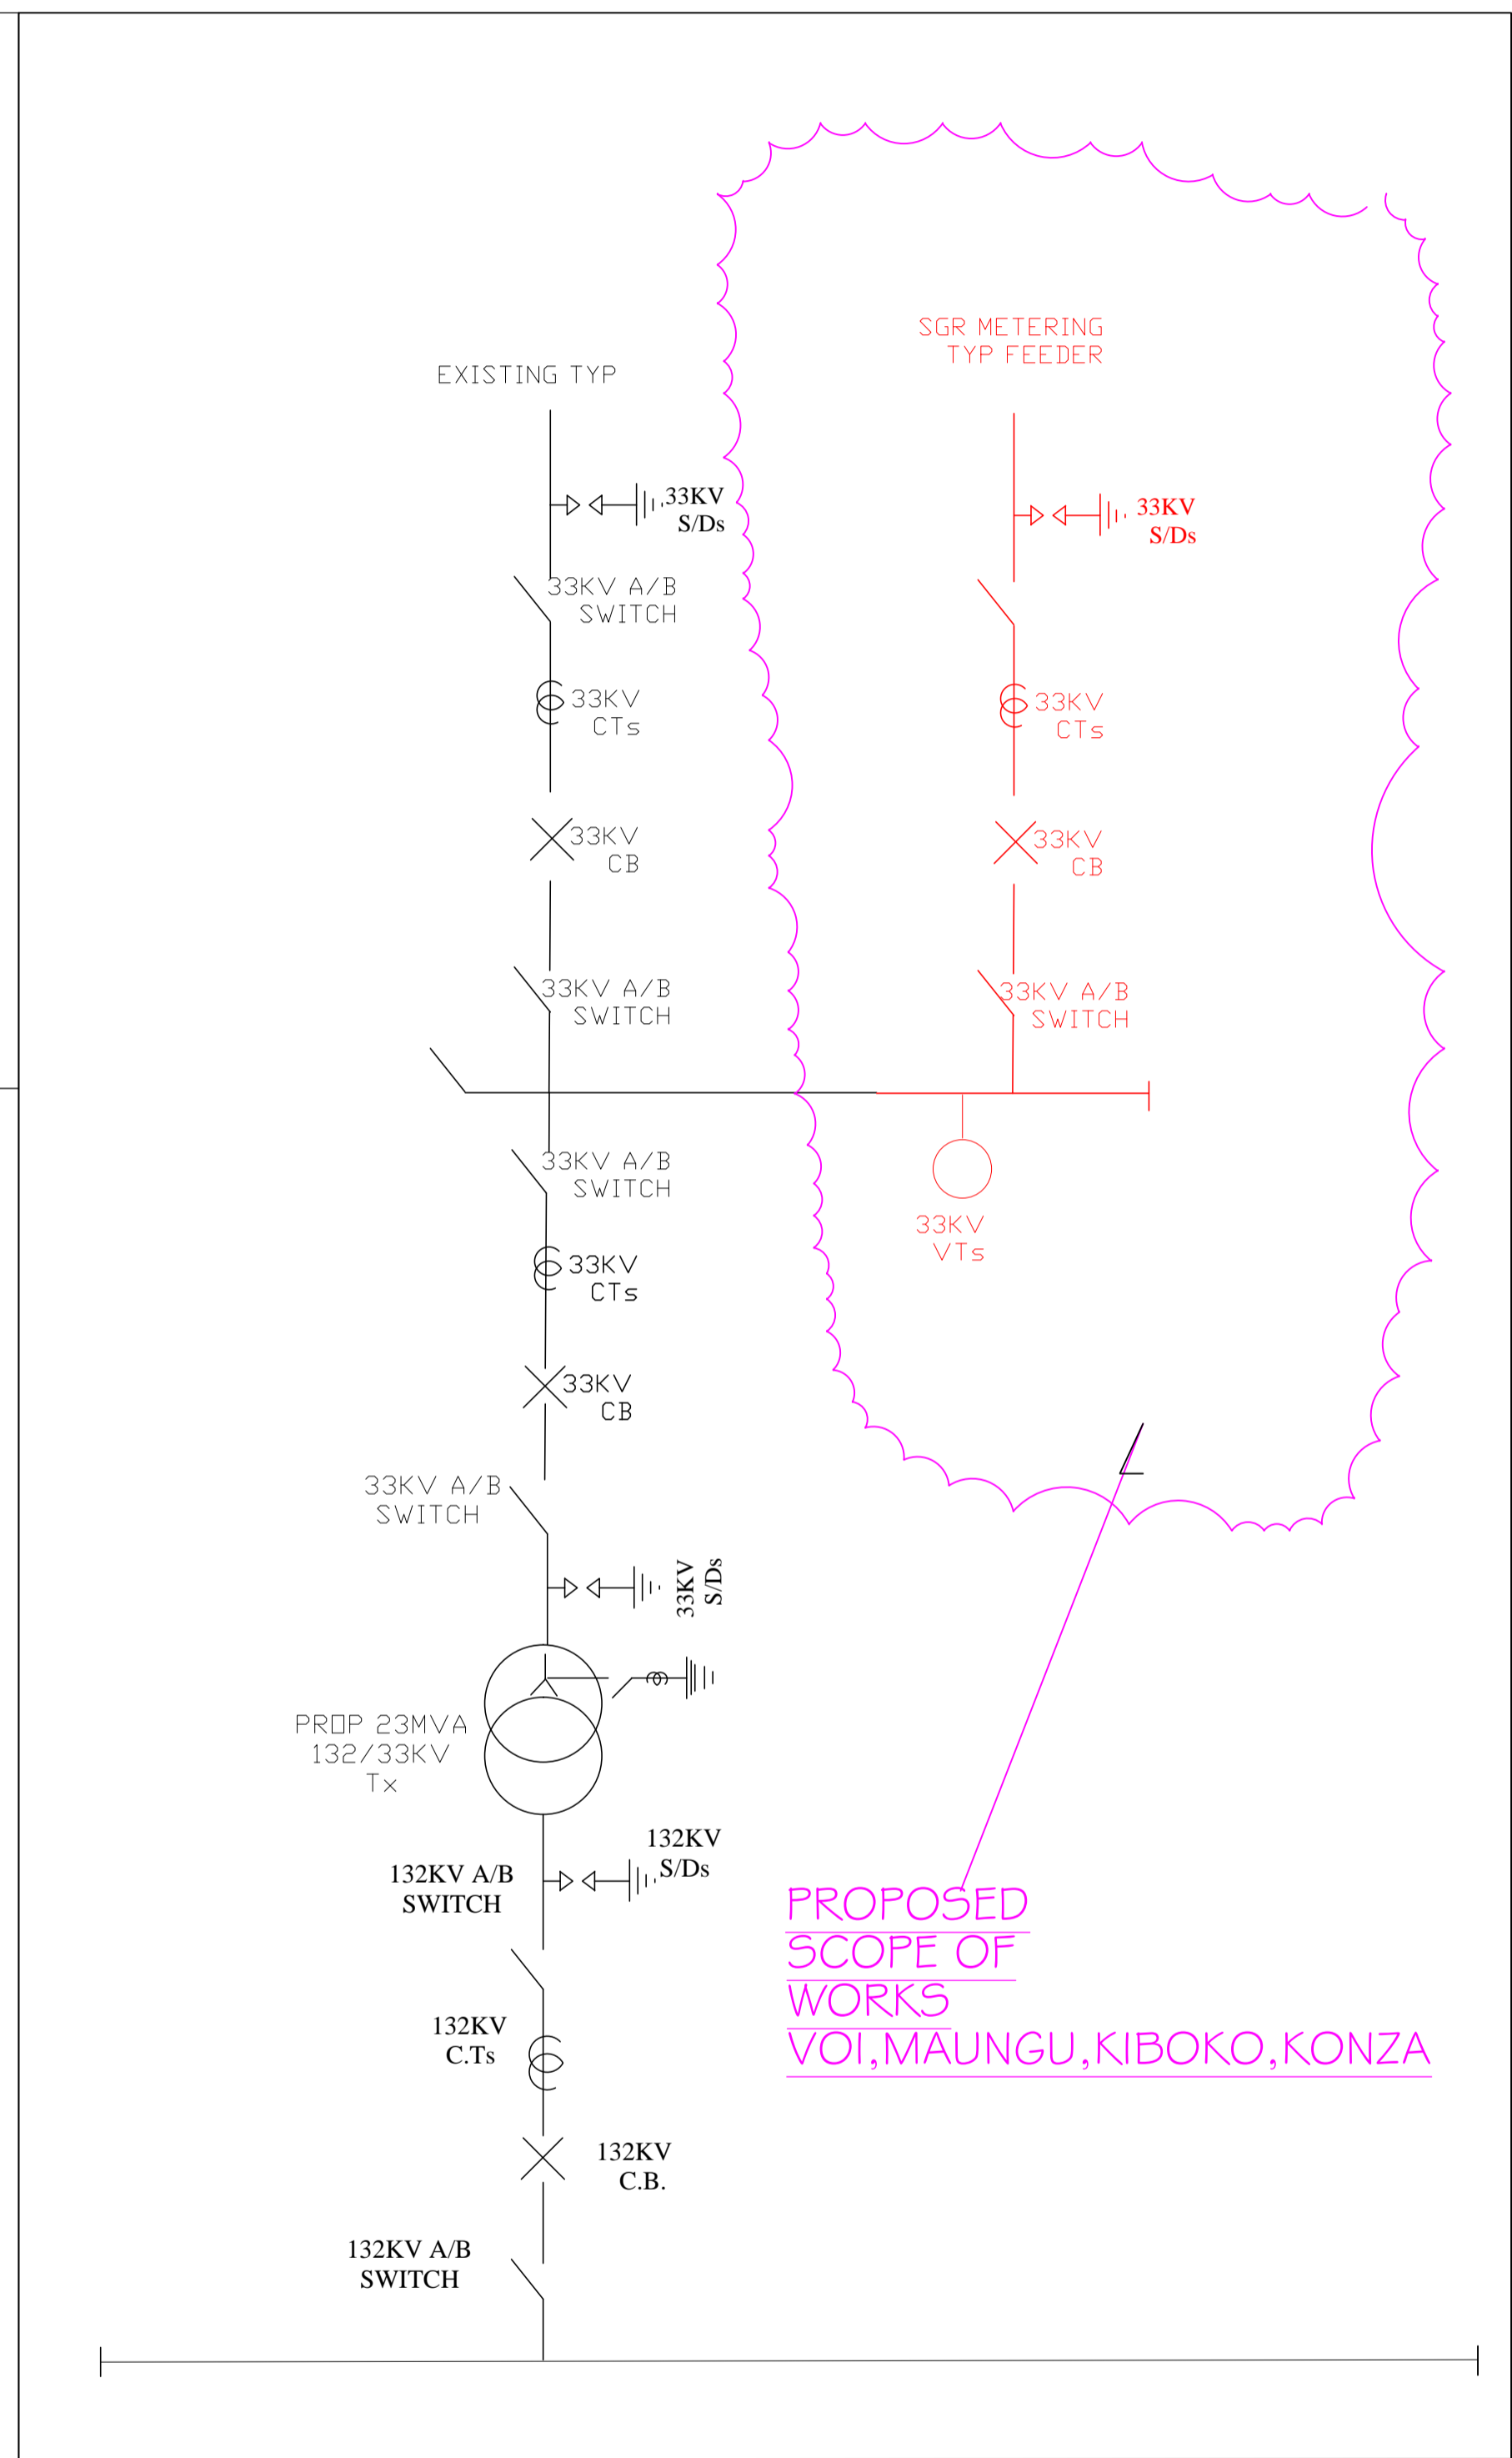 SGR METERING
TYP FEEDER
EXISTING TYP
33KV
S/Ds
33KV
S/Ds
33KV A/B
SWITCH
33KV
CTs
33KV
CTs
33KV
CB
33KV
CB
33KV A/B
SWITCH
33KV A/B
SWITCH
33KV A/B
SWITCH
33KV
VTs
33KV
CTs
33KV
CB
33KV A/B
SWITCH
33KV
S/Ds
PROP 23MVA
132/33KV
Tx
132KV
S/Ds
132KV A/B
SWITCH
PROPOSED
SCOPE OF
WORKS
VOI,MAUNGU,KIBOKO,KONZA
132KV
C.Ts
132KV
C.B.
132KV A/B
SWITCH